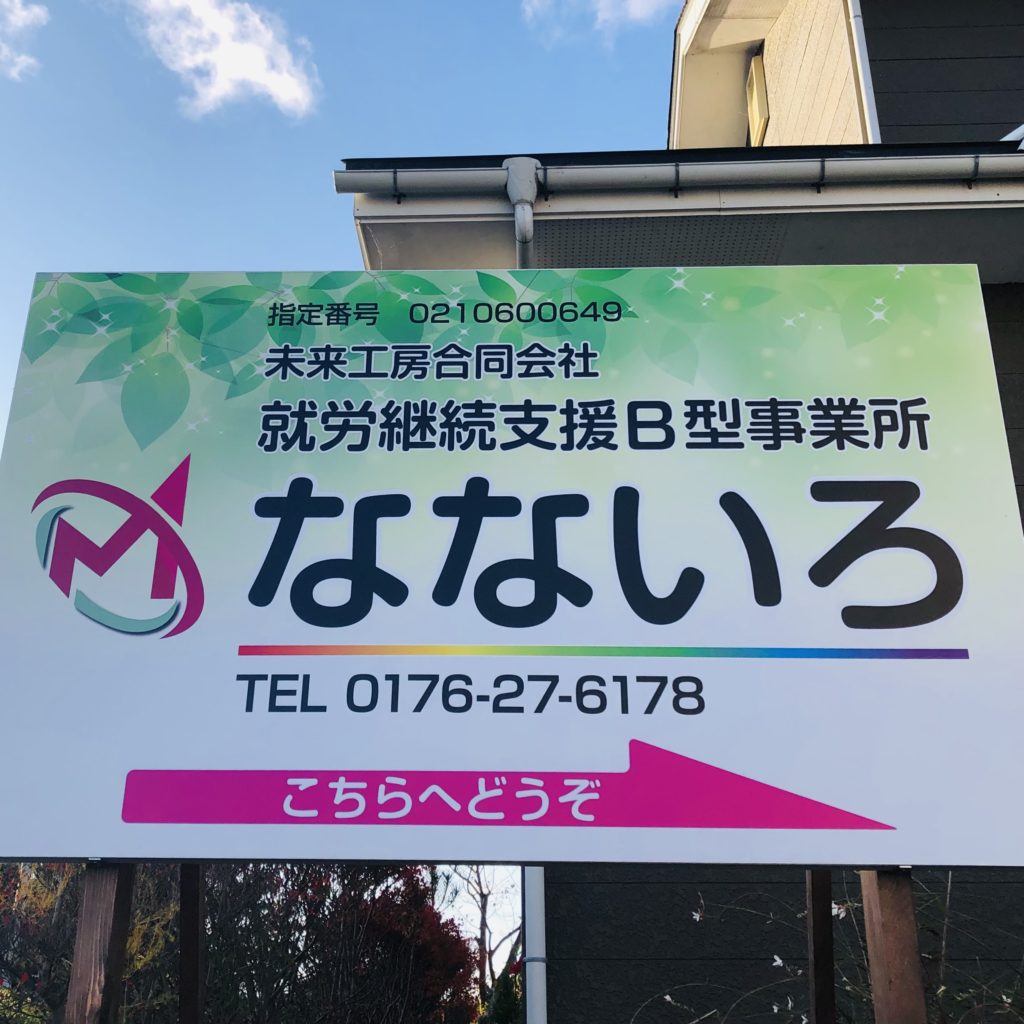 指定番号　0210600649
未来工房合同会社
就労継続支援B型事業所
なないろ
TEL 0176-27-6178
こちらへどうぞ